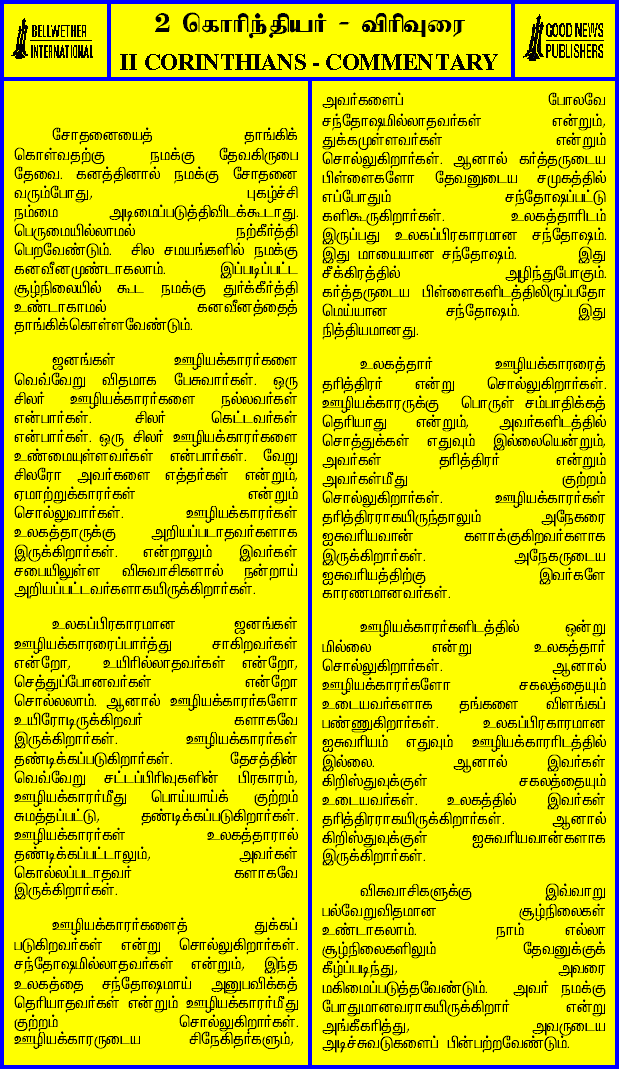 BELLWETHER
INTERNATIONAL
2 கொரிந்தியர் - விரிவுரை
II CORINTHIANS - COMMENTARY
GOOD NEWS
PUBLISHERS
சோதனையைத் தாங்கிக்
கொள்வதற்கு நமக்கு தேவகிருபை
தேவை. கனத்தினால் நமக்கு சோதனை
வரும்போது, புகழ்ச்சி
நம்மை அடிமைப்படுத்திவிடக்கூடாது.
பெருமையில்லாமல் நற்கீர்த்தி
பெறவேண்டும். சில சமயங்களில் நமக்கு
கனவீனமுண்டாகலாம். இப்படிப்பட்ட
சூழ்நிலையில் கூட நமக்கு துர்க்கீர்த்தி
உண்டாகாமல் கனவீனத்தைத்
தாங்கிக்கொள்ளவேண்டும்.
ஜனங்கள் ஊழியக்காரர்களை
வெவ்வேறு விதமாக பேசுவார்கள். ஒரு
சிலர் ஊழியக்காரர்களை நல்லவர்கள்
என்பார்கள். சிலர் கெட்டவர்கள்
என்பார்கள். ஒரு சிலர் ஊழியக்காரர்களை
உண்மையுள்ளவர்கள் என்பார்கள். வேறு
சிலரோ அவர்களை எத்தர்கள் என்றும்,
ஏமாற்றுக்காரர்கள் என்றும்
சொல்லுவார்கள். ஊழியக்காரர்கள்
உலகத்தாருக்கு அறியப்படாதவர்களாக
இருக்கிறார்கள். என்றாலும் இவர்கள்
சபையிலுள்ள விசுவாசிகளால் நன்றாய்
அறியப்பட்டவர்களாகயிருக்கிறார்கள்.
உலகப்பிரகாரமான ஜனங்கள்
ஊழியக்காரரைப்பார்த்து சாகிறவர்கள்
என்றோ, உயிரில்லாதவர்கள் என்றோ,
செத்துப்போனவர்கள் என்றோ
சொல்லலாம். ஆனால் ஊழியக்காரர்களோ
உயிரோடிருக்கிறவர் களாகவே
இருக்கிறார்கள். ஊழியக்காரர்கள்
தண்டிக்கப்படுகிறார்கள். தேசத்தின்
வெவ்வேறு சட்டப்பிரிவுகளின் பிரகாரம்,
ஊழியக்காரர்மீது பொய்யாய்க் குற்றம்
சுமத்தப்பட்டு, தண்டிக்கப்படுகிறார்கள்.
ஊழியக்காரர்கள் உலகத்தாரால்
தண்டிக்கப்பட்டாலும், அவர்கள்
கொல்லப்படாதவர் களாகவே
இருக்கிறார்கள்.
ஊழியக்காரர்களைத் துக்கப்
படுகிறவர்கள் என்று சொல்லுகிறார்கள்.
சந்தோஷமில்லாதவர்கள் என்றும், இந்த
உலகத்தை சந்தோஷமாய் அனுபவிக்கத்
தெரியாதவர்கள் என்றும் ஊழியக்காரர்மீது
குற்றம் சொல்லுகிறார்கள்.
ஊழியக்காரருடைய சிநேகிதர்களும்,
அவர்களைப் போலவே
சந்தோஷமில்லாதவர்கள் என்றும்,
துக்கமுள்ளவர்கள் என்றும்
சொல்லுகிறார்கள். ஆனால் கர்த்தருடைய
பிள்ளைகளோ தேவனுடைய சமுகத்தில்
எப்போதும் சந்தோஷப்பட்டு
களிகூருகிறார்கள். உலகத்தாரிடம்
இருப்பது உலகப்பிரகாரமான சந்தோஷம்.
இது மாயையான சந்தோஷம். இது
சீக்கிரத்தில் அழிந்துபோகும்.
கர்த்தருடைய பிள்ளைகளிடத்திலிருப்பதோ
மெய்யான சந்தோஷம். இது
நித்தியமானது.
உலகத்தார் ஊழியக்காரரைத்
தரித்திரர் என்று சொல்லுகிறார்கள்.
ஊழியக்காரருக்கு பொருள் சம்பாதிக்கத்
தெரியாது என்றும், அவர்களிடத்தில்
சொத்துக்கள் எதுவும் இல்லையென்றும்,
அவர்கள் தரித்திரர் என்றும்
அவர்கள்மீது குற்றம்
சொல்லுகிறார்கள். ஊழியக்காரர்கள்
தரித்திரராகயிருந்தாலும் அநேகரை
ஐசுவரியவான் களாக்குகிறவர்களாக
இருக்கிறார்கள். அநேகருடைய
ஐசுவரியத்திற்கு இவர்களே
காரணமானவர்கள்.
ஊழியக்காரர்களிடத்தில் ஒன்று
மில்லை என்று உலகத்தார்
சொல்லுகிறார்கள். ஆனால்
ஊழியக்காரர்களோ சகலத்தையும்
உடையவர்களாக தங்களை விளங்கப்
பண்ணுகிறார்கள். உலகப்பிரகாரமான
ஐசுவரியம் எதுவும் ஊழியக்காரரிடத்தில்
இல்லை. ஆனால் இவர்கள்
கிறிஸ்துவுக்குள் சகலத்தையும்
உடையவர்கள். உலகத்தில் இவர்கள்
தரித்திரராகயிருக்கிறார்கள். ஆனால்
கிறிஸ்துவுக்குள் ஐசுவரியவான்களாக
இருக்கிறார்கள்.
விசுவாசிகளுக்கு இவ்வாறு
பல்வேறுவிதமான சூழ்நிலைகள்
உண்டாகலாம். நாம் எல்லா
சூழ்நிலைகளிலும் தேவனுக்குக்
கீழ்ப்படிந்து, அவரை
மகிமைப்படுத்தவேண்டும். அவர் நமக்கு
போதுமானவராகயிருக்கிறார் என்று
அங்கீகரித்து, அவருடைய
அடிச்சுவடுகளைப் பின்பற்றவேண்டும்.